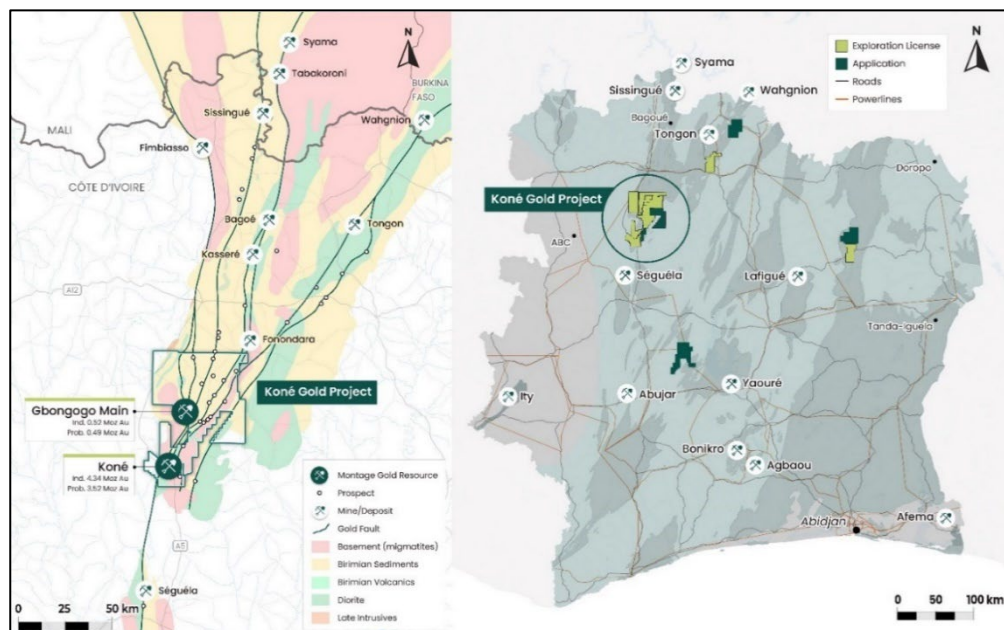 N
Syama
Tabakoroni
BURKINA
FASO
Sissingué
Wahgnion
MALI
Fimbiasso
CÔTE D'IVOIRE
Bagoé
Tongon
Kasseré
A12
Fonondara
Koné Gold Project
Gbongogo Main
Ind. 0.52 Moz Au
Prob. 0.49 Moz Au
Koné
Ind. 4.34 Moz Au
Prob. 3.52 Moz Au
A5
Séguéla
0 25 50 km
Montage Gold Resource
Prospect
Mine/Deposit
Gold Fault
Basement (migmatites)
Birimian Sediments
Birimian Volcanics
Diorite
Late Intrusives
Exploration License
Application
Roads
Powerlines
N
Syama
Sissingué
Wahgnion
Bagoué
Tongon
Doropo
Koné Gold Project
ABC
Séguéla
Lafigué
Tanda-Iguela
Ity
Abujar
Yaouré
Bonikro
Agbaou
Abidjan
Afema
0 25 50 100 km